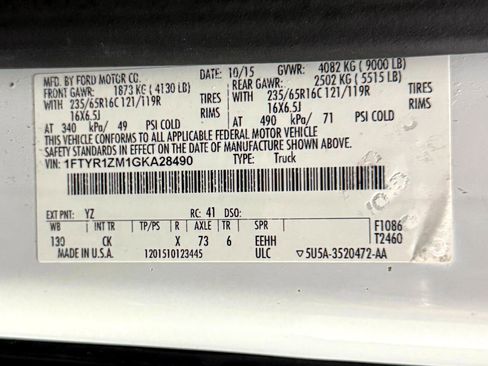 MFD. BY FORD MOTOR CO. DATE: 10/15 GVWR: 4082 KG ( 9000 LB)
FRONT GAWR: 1873 KG ( 4130 LB) REAR GAWR: 2502 KG ( 5515 LB)
WITH 235/65R16C 121/119R TIRES WITH 235/65R16C 121/119R TIRES
16X6.5J RIMS 16X6.5J RIMS
AT 340 kPa/ 49 PSI COLD AT 490 kPa/ 71 PSI COLD
THIS VEHICLE CONFORMS TO ALL APPLICABLE FEDERAL MOTOR VEHICLE
SAFETY STANDARDS IN EFFECT ON THE DATE OF MANUFACTURE SHOWN ABOVE.
VIN: 1FTYR1ZM1GKA28490 TYPE: Truck
EXT PNT: YZ RC: 41 DSO:
WB INT TR TP/PS R AXLE TR SPR F1086
130 CK X 73 6 EEHH T2460
MADE IN U.S.A. 1201510123445 ULC ▽5U5A-3520472-AA